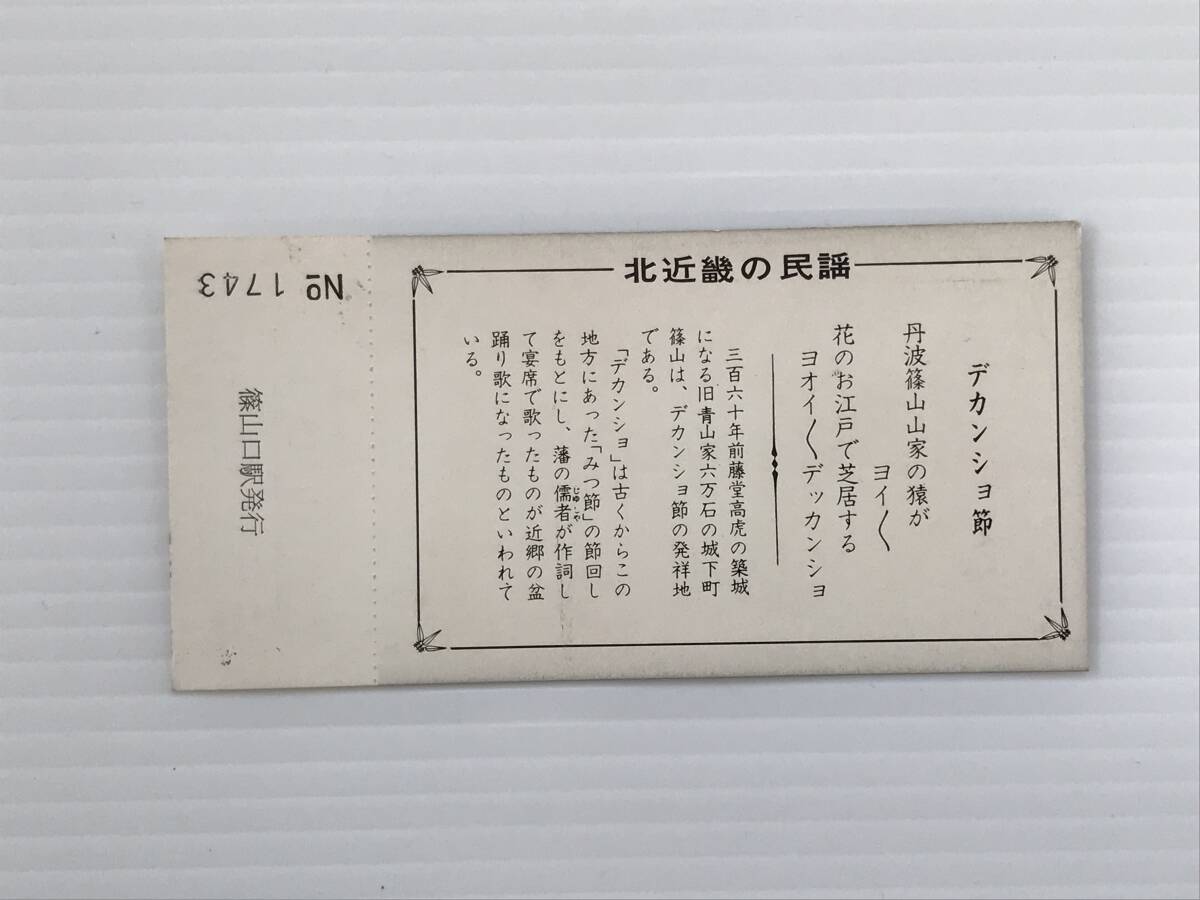 北近畿の民謡
デカンショ節
丹波篠山山家の猿が
ヨイ〱
花のお江戸で芝居する
ヨオイ〱デッカンショ
三百六十年前藤堂高虎の築城
になる旧青山家六万石の城下町
篠山は、デカンショ節の発祥地
である。
「デカンショ」は古くからこの
地方にあった「みつ節」の節回し
をもとにし、藩の儒者が作詞し
じゅしゃ
て宴席で歌ったものが近郷の盆
踊り歌になったものといわれて
いる。
№ 1743
篠山口駅発行